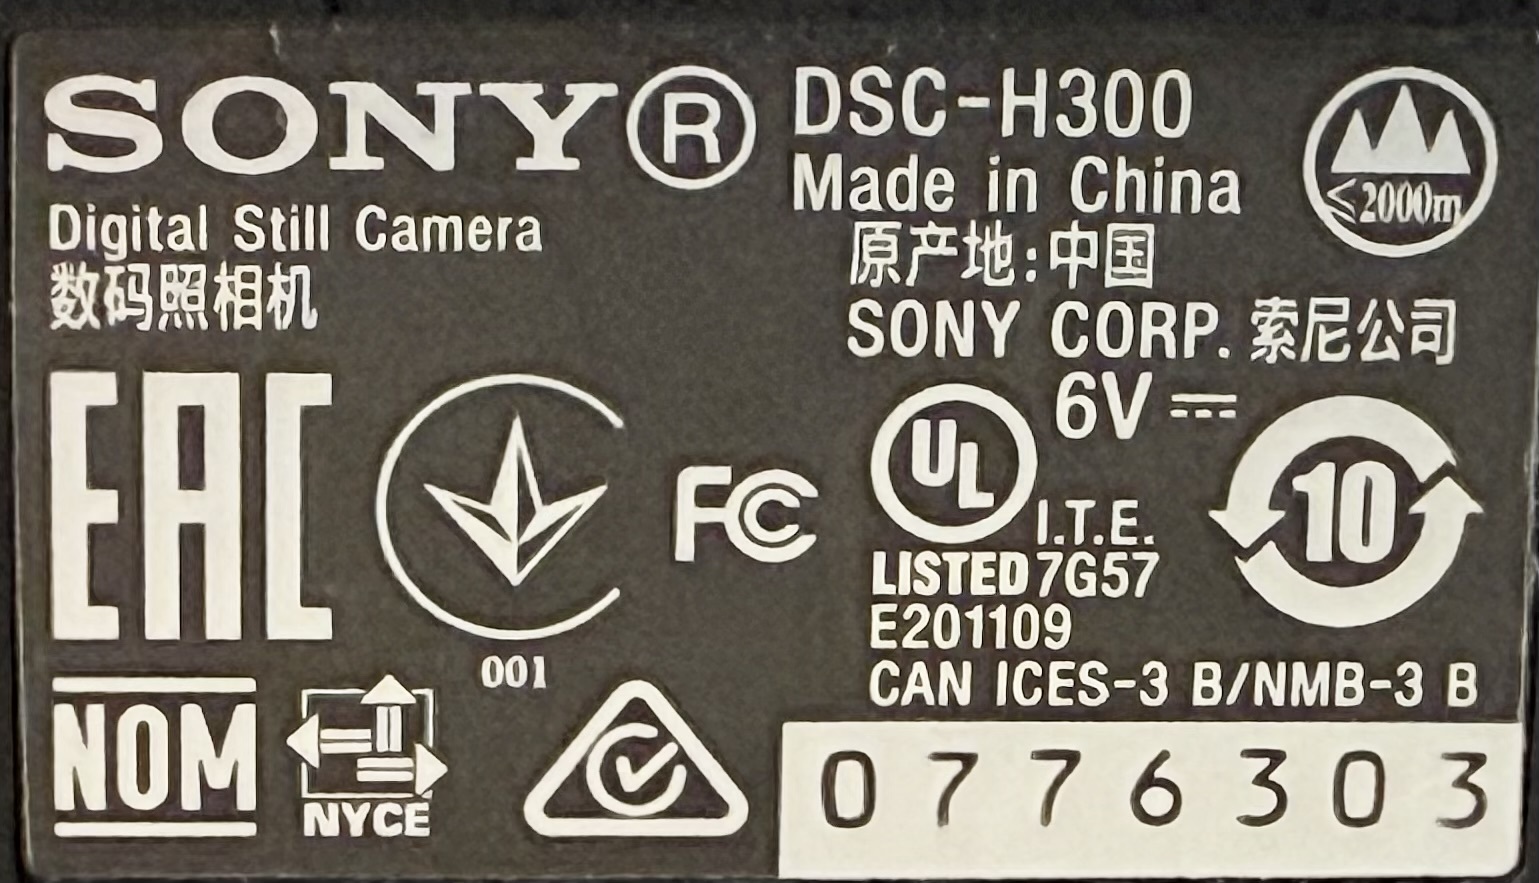 SONY® DSC-H300
Made in China
Digital Still Camera
数码照相机
原产地:中国
SONY CORP. 索尼公司
≤2000m
6V
EAC
001
FC
UL
I.T.E.
LISTED 7G57
E201109
10
CAN ICES-3 B/NMB-3 B
NOM
NYCE
0776303